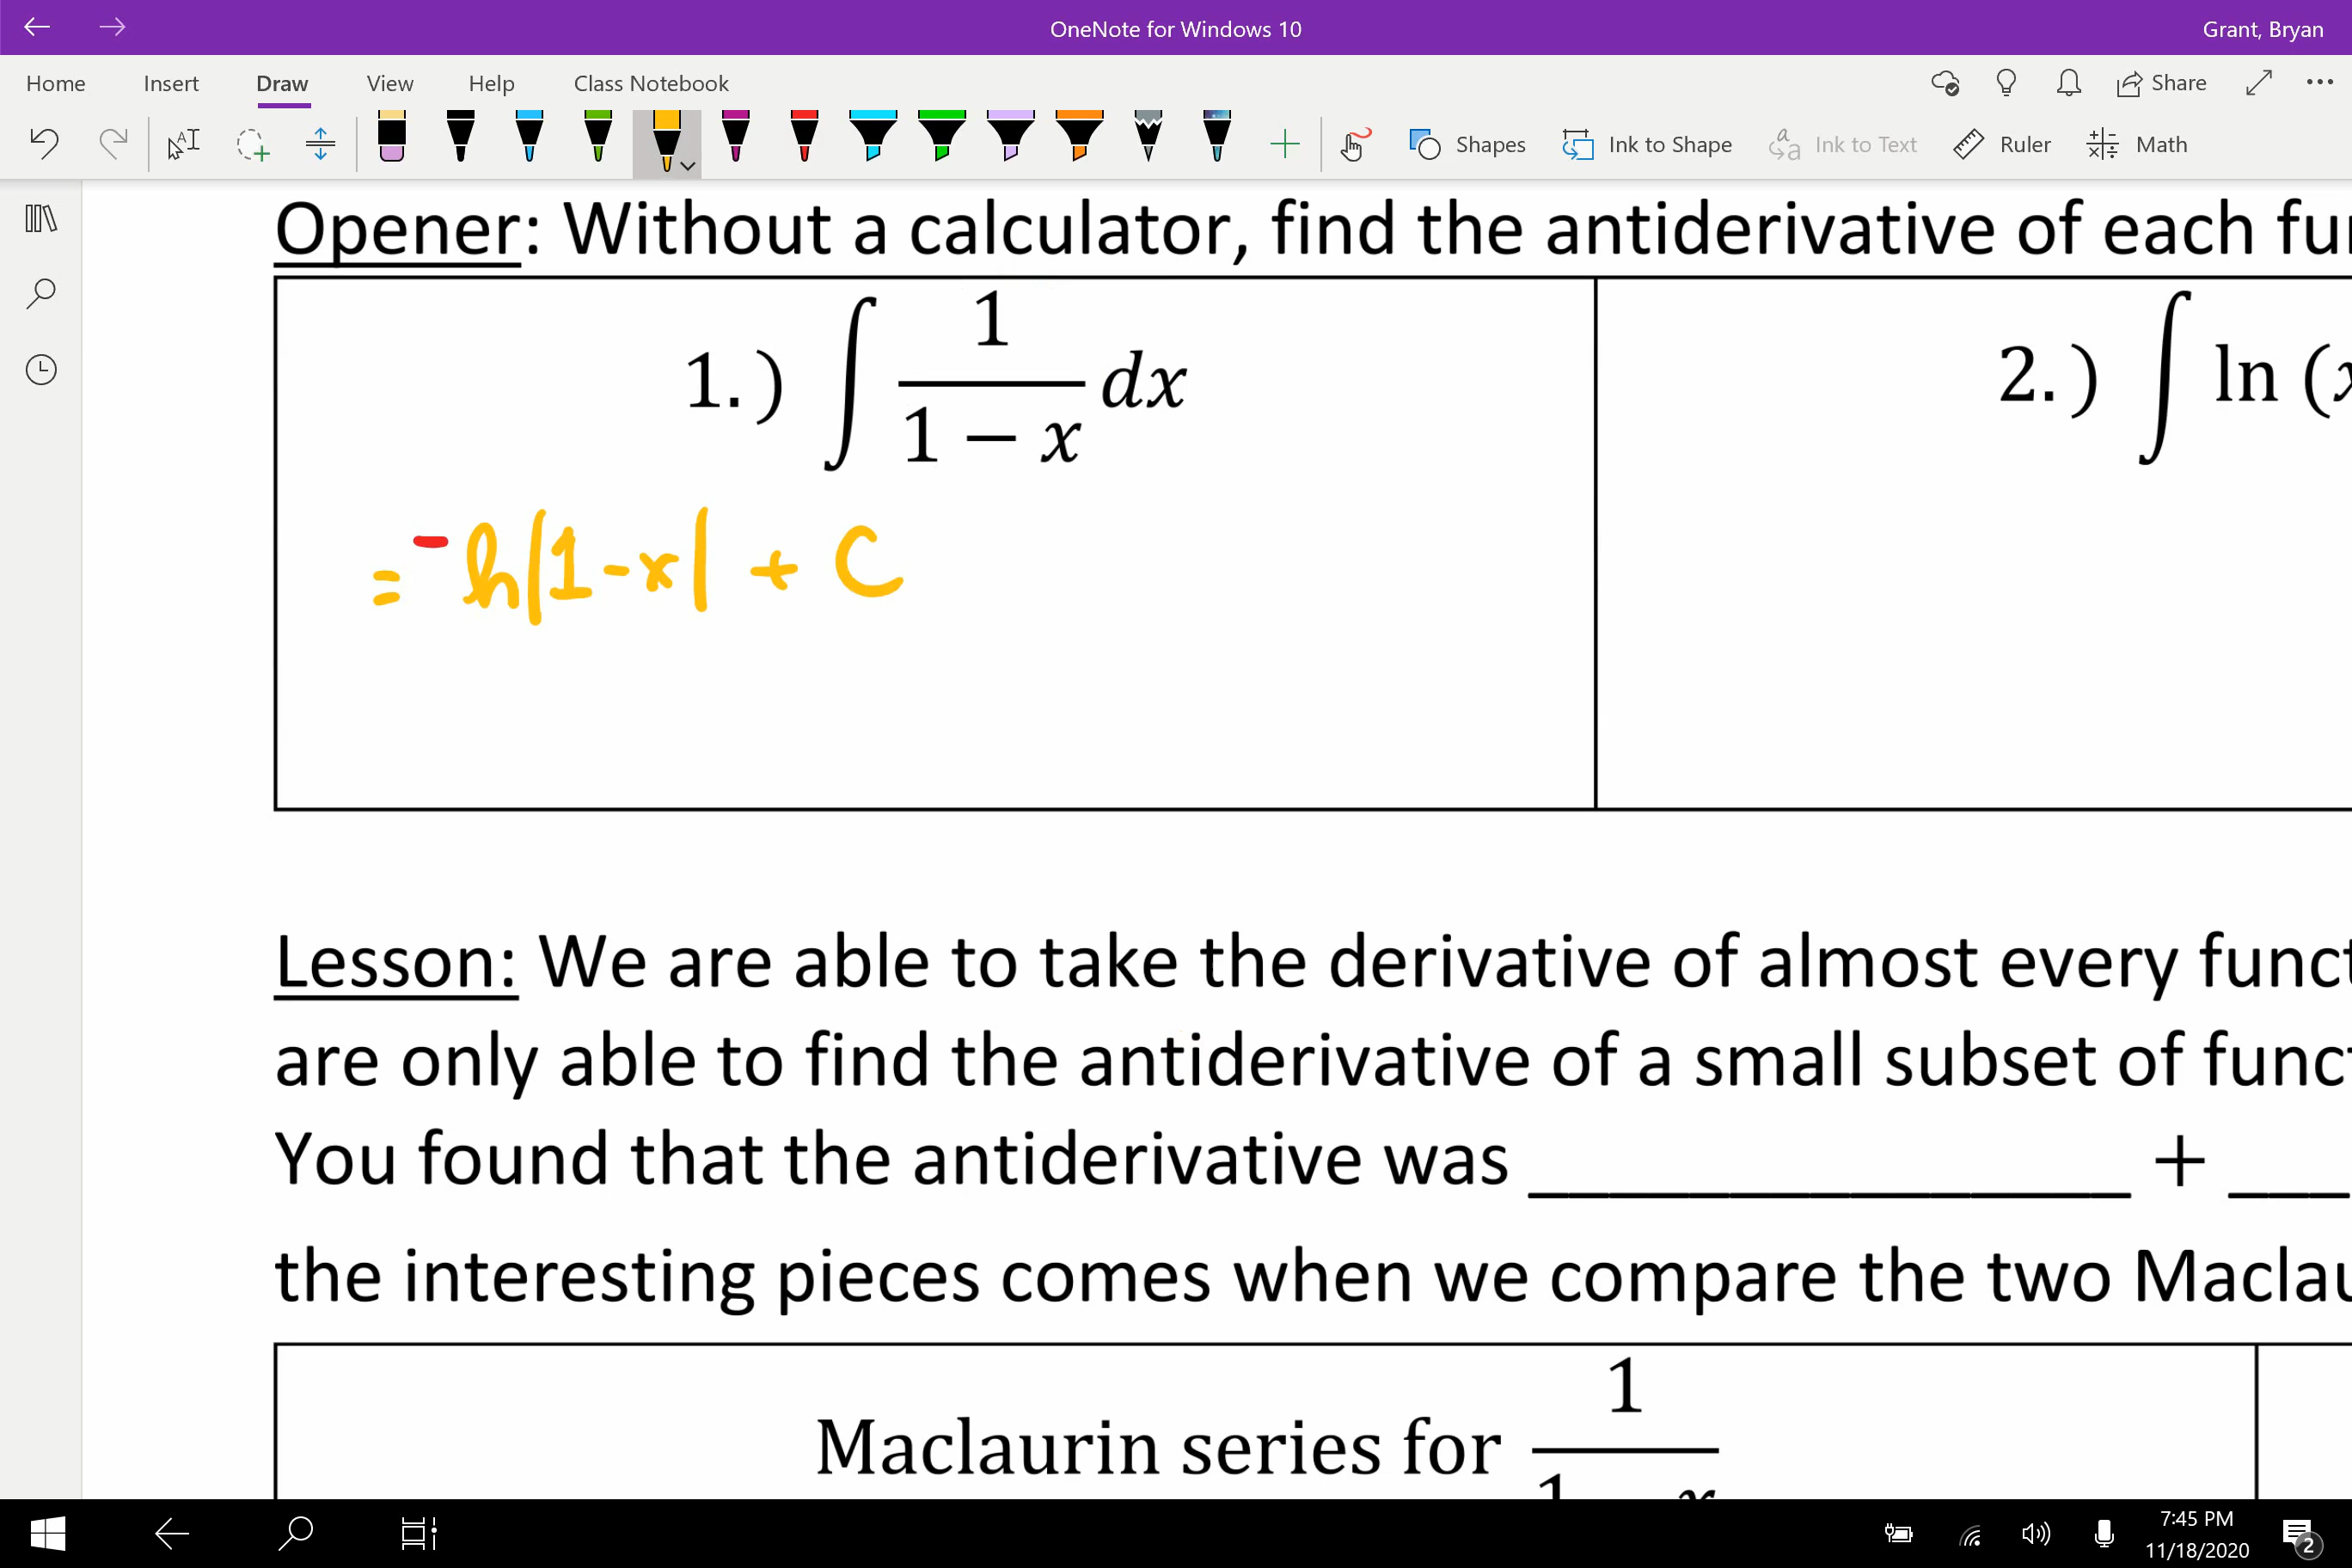 OneNote for Windows 10
Grant, Bryan
Home Insert Draw View Help Class Notebook Share
Shapes Ink to Shape Ink to Text Ruler Math
Opener: Without a calculator, find the antiderivative of each fu
1.) ∫ 1/(1 − x) dx
2.) ∫ ln (x
= -ln|1-x| + C
Lesson: We are able to take the derivative of almost every funct
are only able to find the antiderivative of a small subset of funct
You found that the antiderivative was ________________ + ___
the interesting pieces comes when we compare the two Maclau
Maclaurin series for 1/(1 − x
7:45 PM
11/18/2020
2